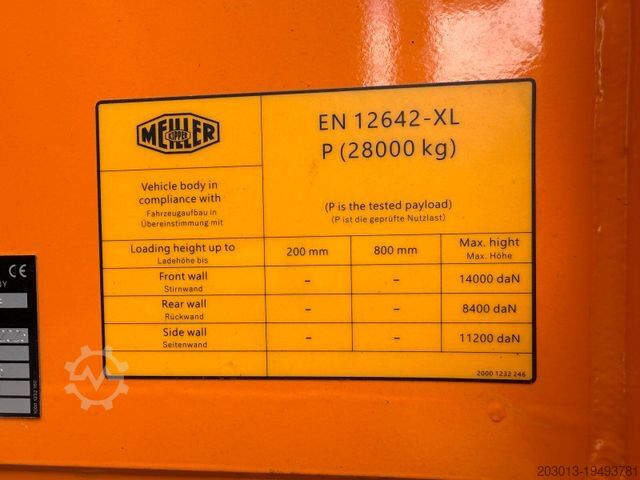 MEILLER
KIPPER
EN 12642-XL
P (28000 kg)
Vehicle body in
compliance with
Fahrzeugaufbau in
Übereinstimmung mit
(P is the tested payload)
(P ist die geprüfte Nutzlast)
Loading height up to
Ladehöhe bis
200 mm
800 mm
Max. hight
Max. Höhe
Front wall
Stirnwand
–
–
14000 daN
Rear wall
Rückwand
–
–
8400 daN
Side wall
Seitenwand
–
–
11200 daN
2000 1232 246
CE
203013-19493781